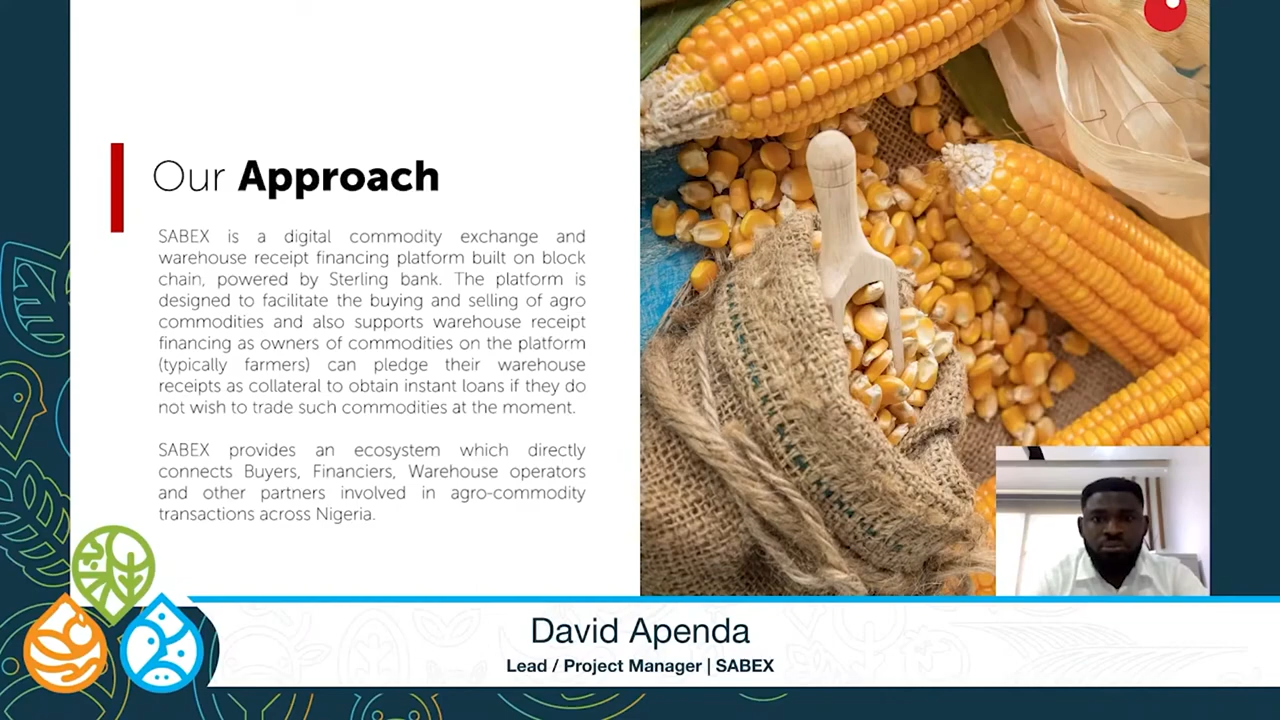 Our Approach
SABEX is a digital commodity exchange and
warehouse receipt financing platform built on block
chain, powered by Sterling bank. The platform is
designed to facilitate the buying and selling of agro
commodities and also supports warehouse receipt
financing as owners of commodities on the platform
(typically farmers) can pledge their warehouse
receipts as collateral to obtain instant loans if they do
not wish to trade such commodities at the moment.
SABEX provides an ecosystem which directly
connects Buyers, Financiers, Warehouse operators
and other partners involved in agro-commodity
transactions across Nigeria.
David Apenda
Lead / Project Manager | SABEX